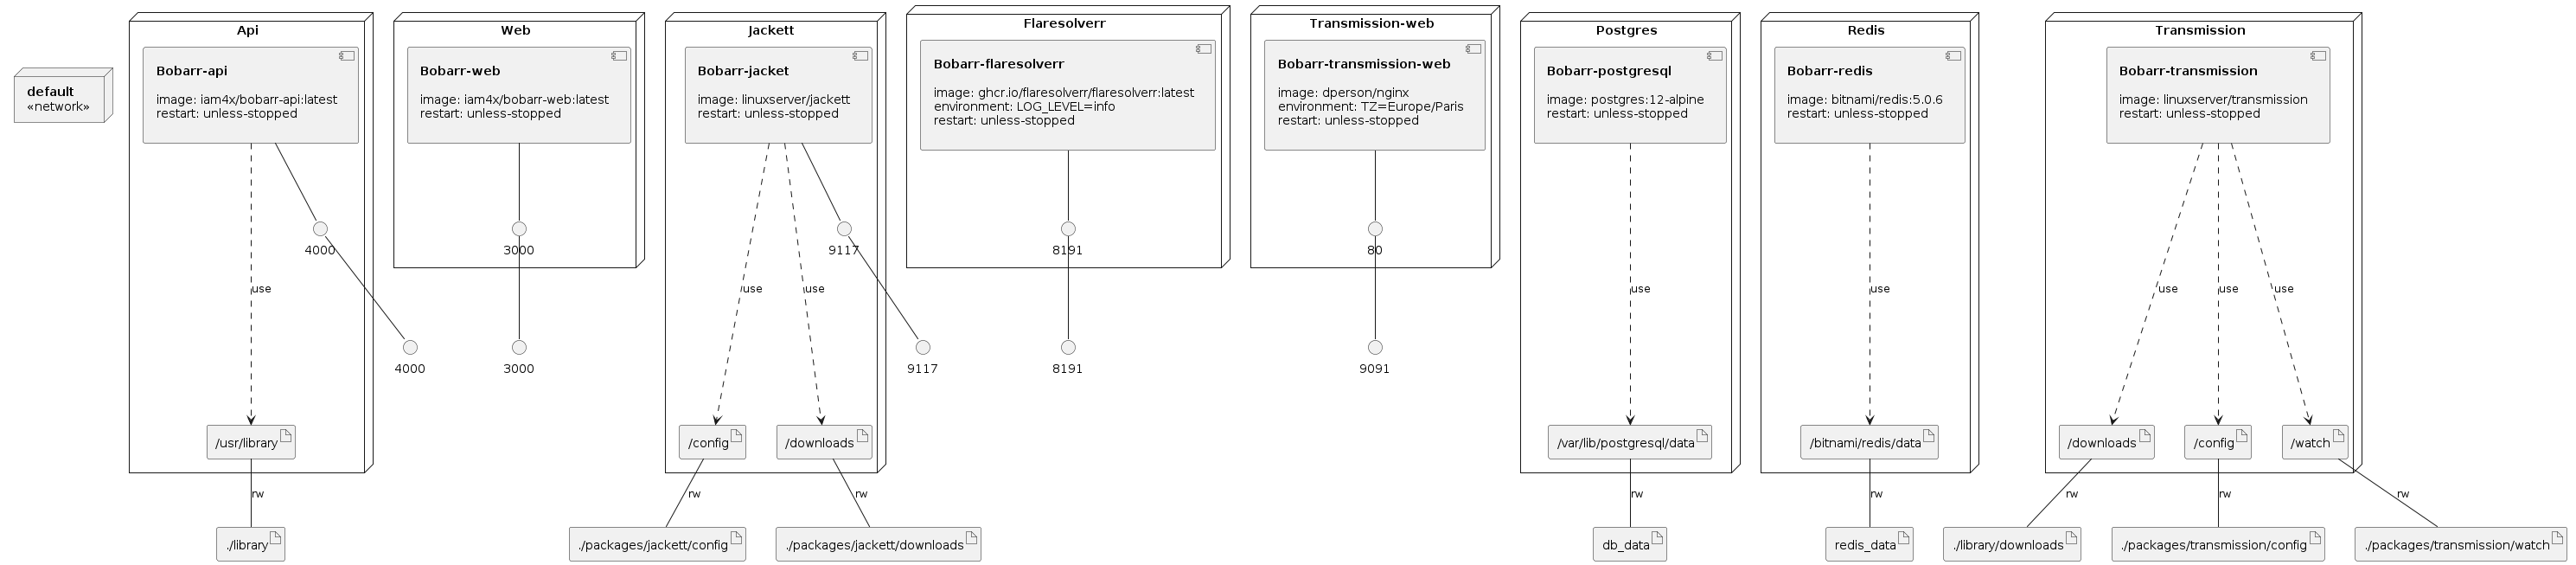 default
«network»
Api
Bobarr-api
image: iam4x/bobarr-api:latest
restart: unless-stopped
4000
use
4000
/usr/library
rw
./library
Web
Bobarr-web
image: iam4x/bobarr-web:latest
restart: unless-stopped
3000
3000
Jackett
Bobarr-jacket
image: linuxserver/jackett
restart: unless-stopped
9117
use
use
9117
/config
/downloads
rw
rw
./packages/jackett/config
./packages/jackett/downloads
Flaresolverr
Bobarr-flaresolverr
image: ghcr.io/flaresolverr/flaresolverr:latest
environment: LOG_LEVEL=info
restart: unless-stopped
8191
8191
Transmission-web
Bobarr-transmission-web
image: dperson/nginx
environment: TZ=Europe/Paris
restart: unless-stopped
80
9091
Postgres
Bobarr-postgresql
image: postgres:12-alpine
restart: unless-stopped
use
/var/lib/postgresql/data
rw
db_data
Redis
Bobarr-redis
image: bitnami/redis:5.0.6
restart: unless-stopped
use
/bitnami/redis/data
rw
redis_data
Transmission
Bobarr-transmission
image: linuxserver/transmission
restart: unless-stopped
use
use
use
/downloads
/config
/watch
rw
rw
rw
./library/downloads
./packages/transmission/config
./packages/transmission/watch